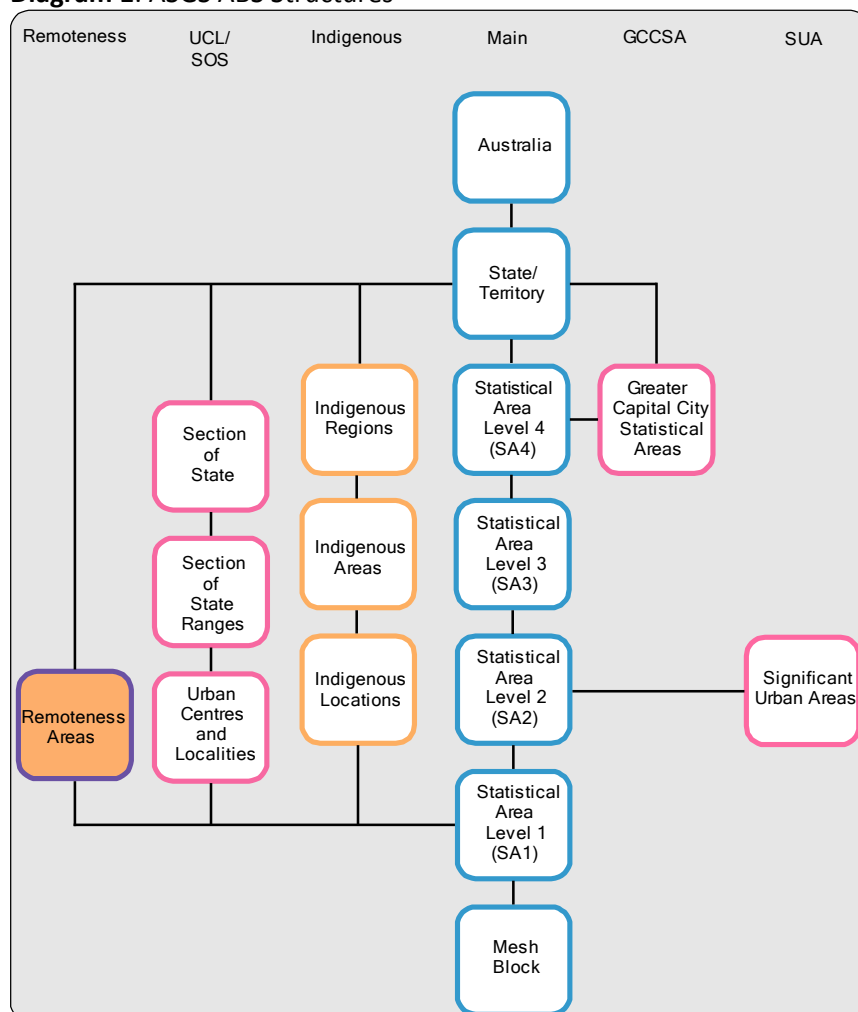 Diagram ASGS ABS Structures
Remoteness
UCL/
SOS
Indigenous
Main
GCCSA
SUA
Australia
State/
Territory
Indigenous
Regions
Statistical
Area
Level 4
(SA4)
Greater
Capital City
Statistical
Areas
Section
of
State
Indigenous
Areas
Statistical
Area
Level 3
(SA3)
Section
of
State
Ranges
Indigenous
Locations
Statistical
Area
Level 2
(SA2)
Significant
Urban Areas
Remoteness
Areas
Urban
Centres
and
Localities
Statistical
Area
Level 1
(SA1)
Mesh
Block